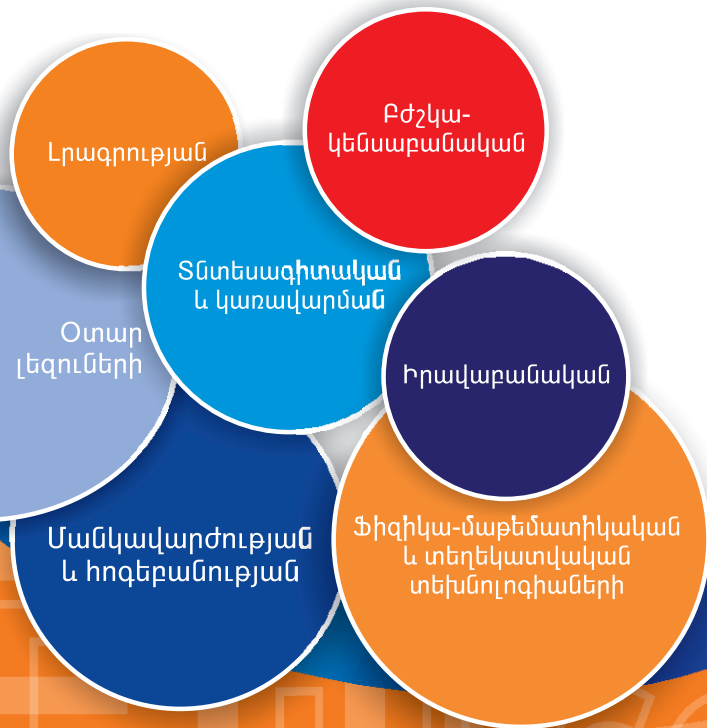 Լրագրության
Բժշկա-
կենսաբանական
Տնտեսագիտական
և կառավարման
Օտար
լեզուների
Իրավաբանական
Մանկավարժության
և հոգեբանության
Ֆիզիկա-մաթեմատիկական
և տեղեկատվական
տեխնոլոգիաների